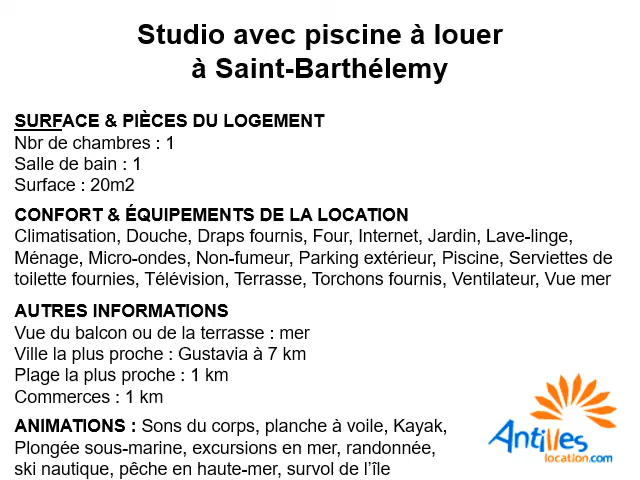 Studio avec piscine à louer
à Saint-Barthélemy
SURFACE & PIÈCES DU LOGEMENT
Nbr de chambres : 1
Salle de bain : 1
Surface : 20m2
CONFORT & ÉQUIPEMENTS DE LA LOCATION
Climatisation, Douche, Draps fournis, Four, Internet, Jardin, Lave-linge,
Ménage, Micro-ondes, Non-fumeur, Parking extérieur, Piscine, Serviettes de
toilette fournies, Télévision, Terrasse, Torchons fournis, Ventilateur, Vue mer
AUTRES INFORMATIONS
Vue du balcon ou de la terrasse : mer
Ville la plus proche : Gustavia à 7 km
Plage la plus proche : 1 km
Commerces : 1 km
ANIMATIONS : Sons du corps, planche à voile, Kayak,
Plongée sous-marine, excursions en mer, randonnée,
ski nautique, pêche en haute-mer, survol de l’île
Antilles
location.com